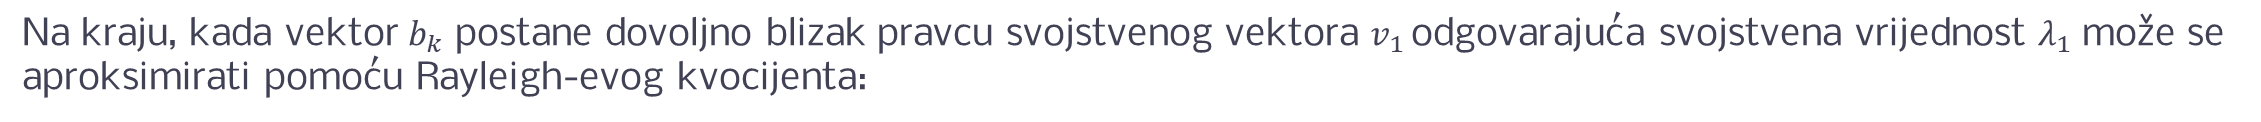 Na kraju, kada vektor $b_k$ postane dovoljno blizak pravcu svojstvenog vektora $v_1$ odgovarajuća svojstvena vrijednost $\lambda_1$ može se
aproksimirati pomoću Rayleigh-evog kvocijenta: